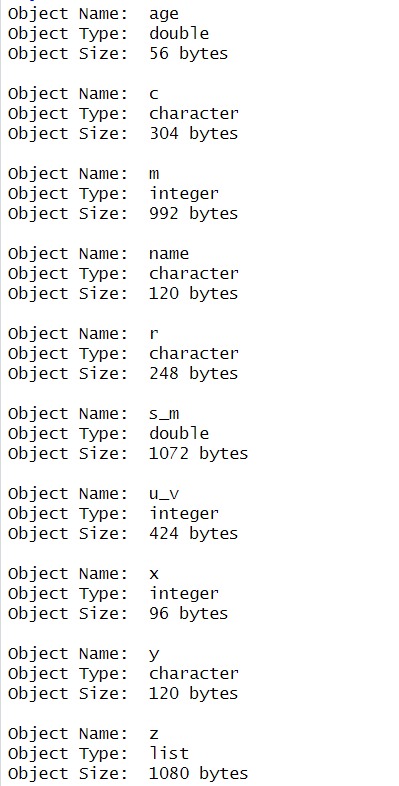 Object Name:  age
Object Type:  double
Object Size:  56 bytes

Object Name:  c
Object Type:  character
Object Size:  304 bytes

Object Name:  m
Object Type:  integer
Object Size:  992 bytes

Object Name:  name
Object Type:  character
Object Size:  120 bytes

Object Name:  r
Object Type:  character
Object Size:  248 bytes

Object Name:  s_m
Object Type:  double
Object Size:  1072 bytes

Object Name:  u_v
Object Type:  integer
Object Size:  424 bytes

Object Name:  x
Object Type:  integer
Object Size:  96 bytes

Object Name:  y
Object Type:  character
Object Size:  120 bytes

Object Name:  z
Object Type:  list
Object Size:  1080 bytes